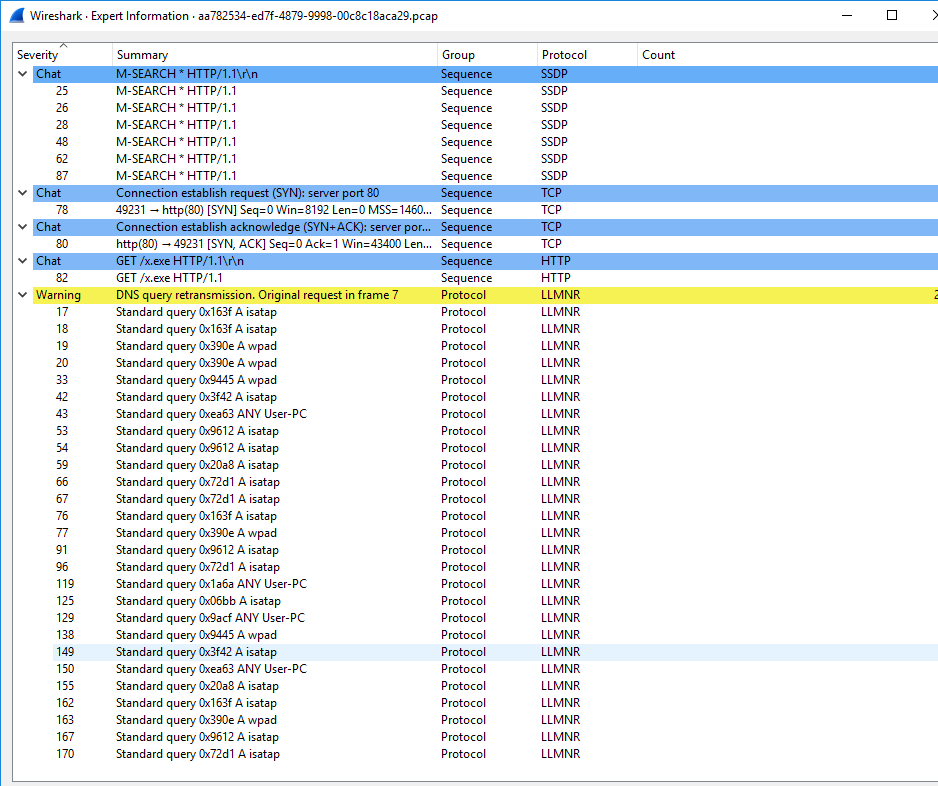 Wireshark · Expert Information · aa782534-ed7f-4879-9998-00c8c18aca29.pcap
Severity Summary Group Protocol Count
Chat M-SEARCH * HTTP/1.1\r\n Sequence SSDP
25 M-SEARCH * HTTP/1.1 Sequence SSDP
26 M-SEARCH * HTTP/1.1 Sequence SSDP
28 M-SEARCH * HTTP/1.1 Sequence SSDP
48 M-SEARCH * HTTP/1.1 Sequence SSDP
62 M-SEARCH * HTTP/1.1 Sequence SSDP
87 M-SEARCH * HTTP/1.1 Sequence SSDP
Chat Connection establish request (SYN): server port 80 Sequence TCP
78 49231 → http(80) [SYN] Seq=0 Win=8192 Len=0 MSS=1460... Sequence TCP
Chat Connection establish acknowledge (SYN+ACK): server por... Sequence TCP
80 http(80) → 49231 [SYN, ACK] Seq=0 Ack=1 Win=43400 Len... Sequence TCP
Chat GET /x.exe HTTP/1.1\r\n Sequence HTTP
82 GET /x.exe HTTP/1.1 Sequence HTTP
Warning DNS query retransmission. Original request in frame 7 Protocol LLMNR 2
17 Standard query 0x163f A isatap Protocol LLMNR
18 Standard query 0x163f A isatap Protocol LLMNR
19 Standard query 0x390e A wpad Protocol LLMNR
20 Standard query 0x390e A wpad Protocol LLMNR
33 Standard query 0x9445 A wpad Protocol LLMNR
42 Standard query 0x3f42 A isatap Protocol LLMNR
43 Standard query 0xea63 ANY User-PC Protocol LLMNR
53 Standard query 0x9612 A isatap Protocol LLMNR
54 Standard query 0x9612 A isatap Protocol LLMNR
59 Standard query 0x20a8 A isatap Protocol LLMNR
66 Standard query 0x72d1 A isatap Protocol LLMNR
67 Standard query 0x72d1 A isatap Protocol LLMNR
76 Standard query 0x163f A isatap Protocol LLMNR
77 Standard query 0x390e A wpad Protocol LLMNR
91 Standard query 0x9612 A isatap Protocol LLMNR
96 Standard query 0x72d1 A isatap Protocol LLMNR
119 Standard query 0x1a6a ANY User-PC Protocol LLMNR
125 Standard query 0x06bb A isatap Protocol LLMNR
129 Standard query 0x9acf ANY User-PC Protocol LLMNR
138 Standard query 0x9445 A wpad Protocol LLMNR
149 Standard query 0x3f42 A isatap Protocol LLMNR
150 Standard query 0xea63 ANY User-PC Protocol LLMNR
155 Standard query 0x20a8 A isatap Protocol LLMNR
162 Standard query 0x163f A isatap Protocol LLMNR
163 Standard query 0x390e A wpad Protocol LLMNR
167 Standard query 0x9612 A isatap Protocol LLMNR
170 Standard query 0x72d1 A isatap Protocol LLMNR